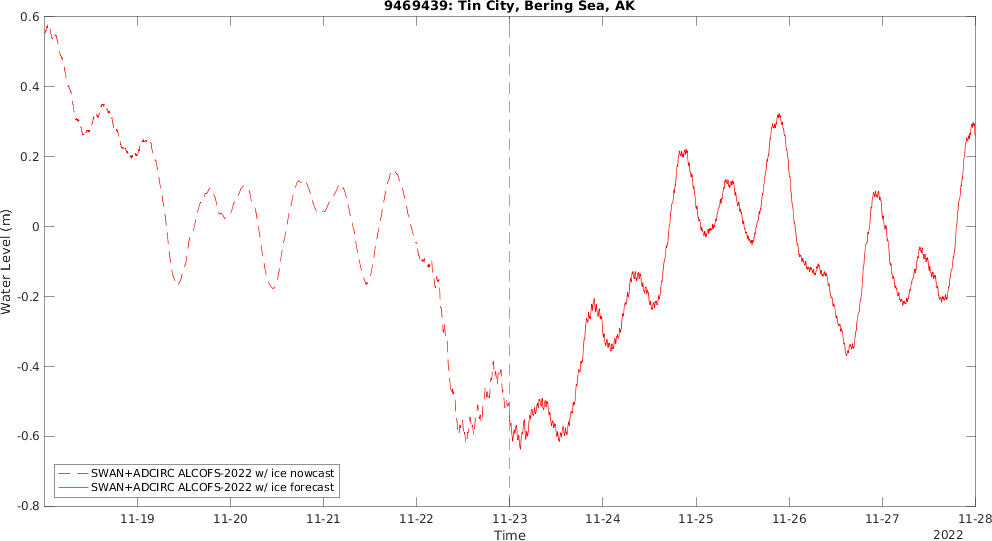 9469439: Tin City, Bering Sea, AK
0.6
0.4
0.2
0
-0.2
-0.4
-0.6
-0.8
Water Level (m)
SWAN+ADCIRC ALCOFS-2022 w/ ice nowcast
SWAN+ADCIRC ALCOFS-2022 w/ ice forecast
11-19 11-20 11-21 11-22 11-23 11-24 11-25 11-26 11-27 11-28
Time
2022